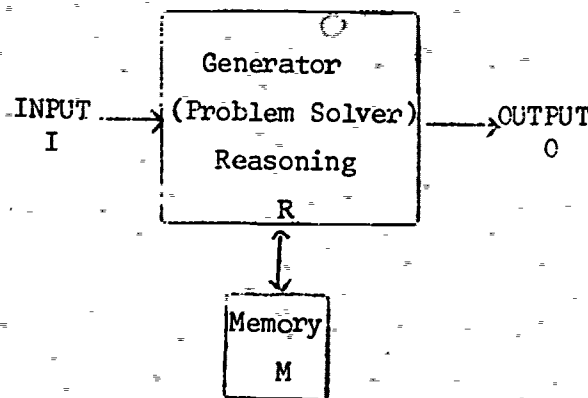 Generator
INPUT (Problem Solver) OUTPUT
I Reasoning O
R
Memory
M